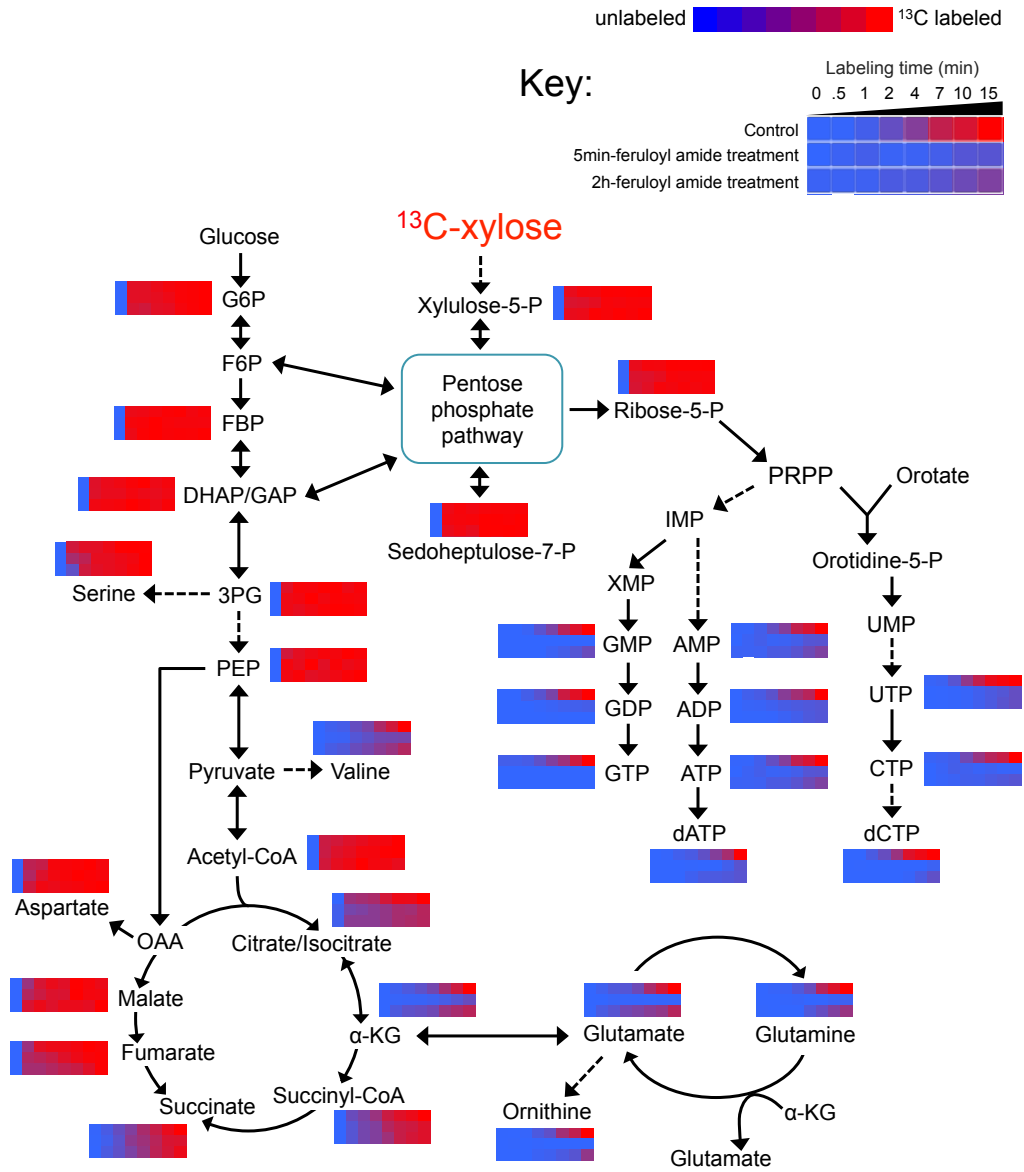 unlabeled
¹³C labeled
Key:
Labeling time (min)
0 .5 1 2 4 7 10 15
Control
5min-feruloyl amide treatment
2h-feruloyl amide treatment
¹³C-xylose
Glucose
G6P
Xylulose-5-P
F6P
Pentose
phosphate
pathway
Ribose-5-P
FBP
DHAP/GAP
PRPP
Orotate
IMP
Sedoheptulose-7-P
Orotidine-5-P
Serine
3PG
XMP
UMP
GMP
AMP
PEP
UTP
GDP
ADP
Pyruvate
Valine
GTP
ATP
CTP
dATP
dCTP
Acetyl-CoA
Aspartate
OAA
Citrate/Isocitrate
Malate
α-KG
Glutamate
Glutamine
Fumarate
Succinyl-CoA
Succinate
Ornithine
α-KG
Glutamate